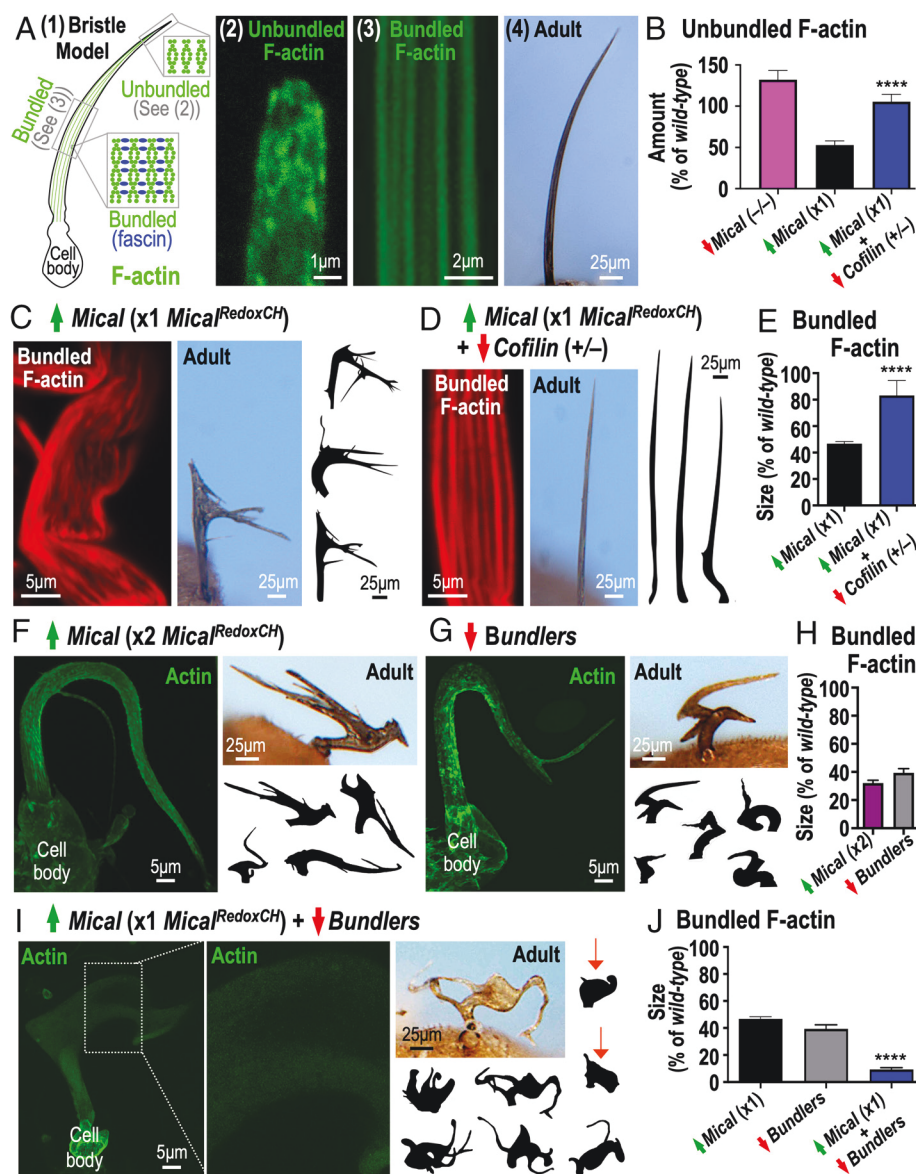 A (1) Bristle
Model
Bundled
(See (3))
Unbundled
(See (2))
Bundled
(fascin)
Cell
body
F-actin
(2) Unbundled
F-actin
1µm
(3) Bundled
F-actin
2µm
(4) Adult
25µm
B Unbundled F-actin
Amount
(% of wild-type)
150
100
50
0
****
Mical (–/–)
Mical (x1)
Mical (x1)
+
Cofilin (+/–)
C Mical (x1 MicalRedoxCH)
Bundled
F-actin
5µm
Adult
25µm
25µm
D Mical (x1 MicalRedoxCH)
+ Cofilin (+/–)
Bundled
F-actin
5µm
Adult
25µm
25µm
E Bundled
F-actin
Size (% of wild-type)
100
80
60
40
20
0
****
Mical (x1)
Mical (x1)
+
Cofilin (+/–)
F Mical (x2 MicalRedoxCH)
Actin
Cell
body
5µm
Adult
25µm
G Bundlers
Actin
Cell
body
5µm
Adult
25µm
H Bundled
F-actin
Size (% of wild-type)
100
80
60
40
20
0
Mical (x2)
Bundlers
I Mical (x1 MicalRedoxCH) + Bundlers
Actin
Cell
body
5µm
Actin
Adult
25µm
J Bundled F-actin
Size
(% of wild-type)
100
80
60
40
20
0
****
Mical (x1)
Bundlers
Mical (x1)
+
Bundlers